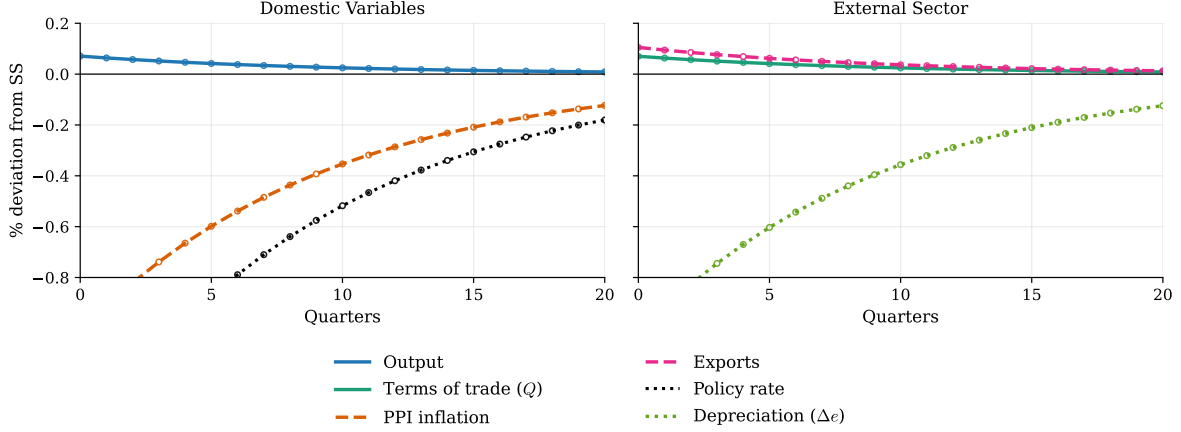 Domestic Variables
External Sector
% deviation from SS
0.2
0.0
−0.2
−0.4
−0.6
−0.8
0 5 10 15 20
0 5 10 15 20
Quarters
Quarters
Output
Terms of trade (Q)
PPI inflation
Exports
Policy rate
Depreciation (Δe)